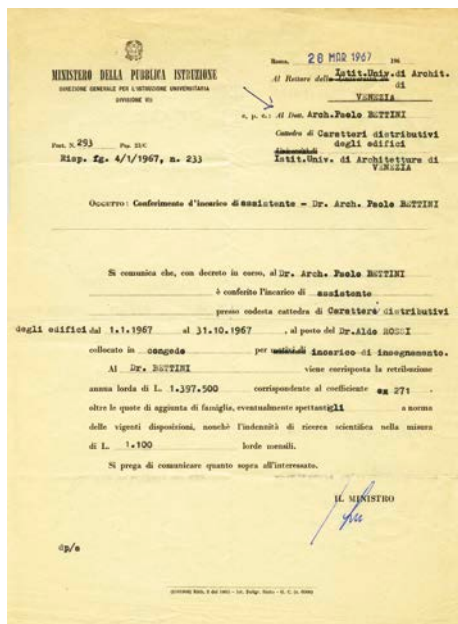 Roma, 28 MAR 1967 196
MINISTERO DELLA PUBBLICA ISTRUZIONE
DIREZIONE GENERALE PER L'ISTRUZIONE UNIVERSITARIA
DIVISIONE VII
Al Rettore dell Istit.Univ.di Archit.
di
VENEZIA
e, p. c.: Al Dott. Arch.Paolo BETTINI
Cattedra di Caratteri distributivi
degli edifici
Istit.Univ. di Architettura di
VENEZIA
Prot. N. 293 Pos. 21/C
Risp. fg. 4/1/1967, n. 233
OGGETTO: Conferimento d'incarico di assistente - Dr. Arch. Paolo BETTINI
Si comunica che, con decreto in corso, al Dr. Arch. Paolo BETTINI
è conferito l'incarico di assistente
presso codesta cattedra di Caratteri distributivi
degli edifici dal 1.1.1967 al 31.10.1967 , al posto del Dr.Aldo ROSSI
collocato in congedo per incarico di insegnamento.
Al Dr. BETTINI viene corrisposta la retribuzione
annua lorda di L. 1.397.500 corrispondente al coefficiente ex 271
oltre le quote di aggiunta di famiglia, eventualmente spettantigli a norma
delle vigenti disposizioni, nonchè l'indennità di ricerca scientifica nella misura
di L. 1.100 lorde mensili.
Si prega di comunicare quanto sopra all'interessato.
IL MINISTRO
dp/e